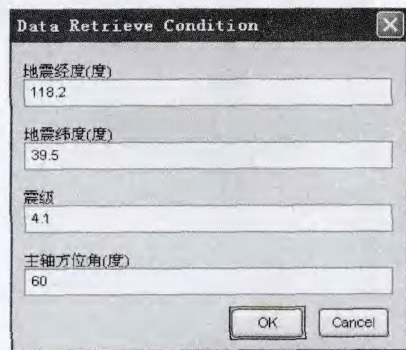 Data Retrieve Condition
地震经度(度)
118.2
地震纬度(度)
39.5
震级
4.1
主轴方位角(度)
60
OK
Cancel